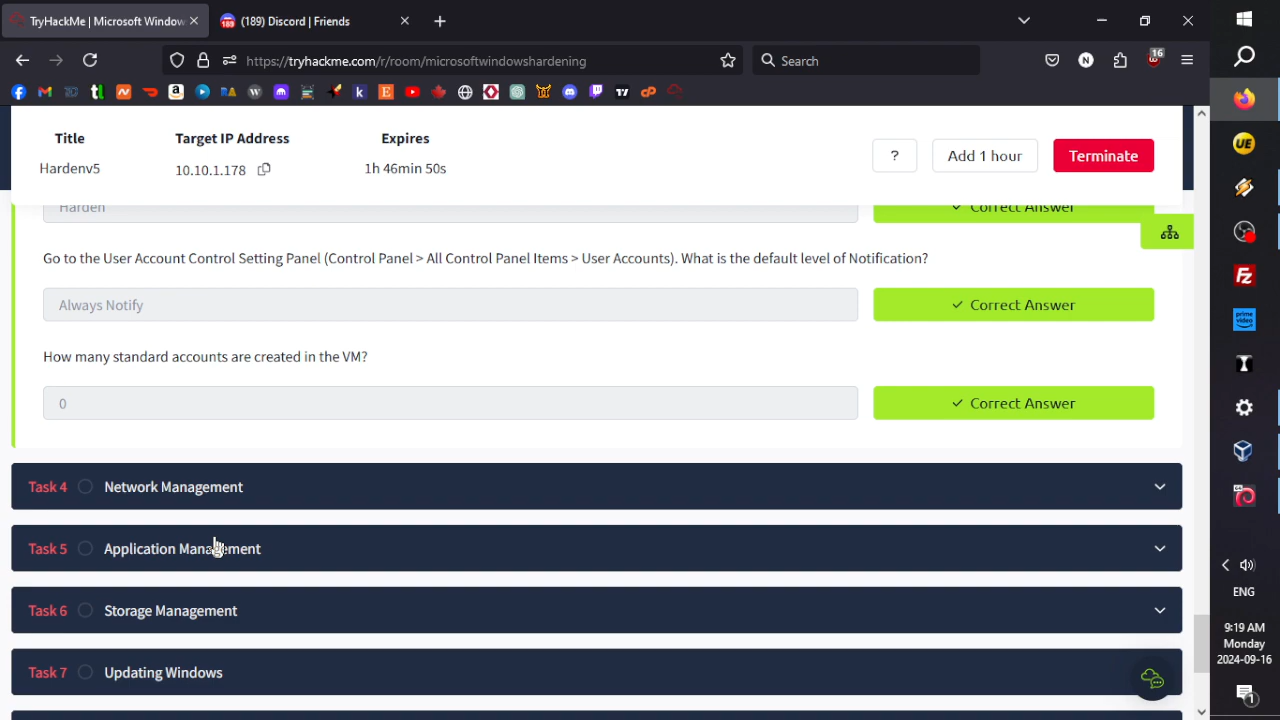 TryHackMe | Microsoft Window
(189) Discord | Friends
https://tryhackme.com/r/room/microsoftwindowshardening
Search
16
Title
Target IP Address
Expires
Hardenv5
10.10.1.178
1h 46min 50s
?
Add 1 hour
Terminate
Harden
Correct Answer
Go to the User Account Control Setting Panel (Control Panel > All Control Panel Items > User Accounts). What is the default level of Notification?
Always Notify
Correct Answer
How many standard accounts are created in the VM?
0
Correct Answer
Task 4 Network Management
Task 5 Application Management
Task 6 Storage Management
Task 7 Updating Windows
UE
prime video
ENG
9:19 AM
Monday
2024-09-16
1